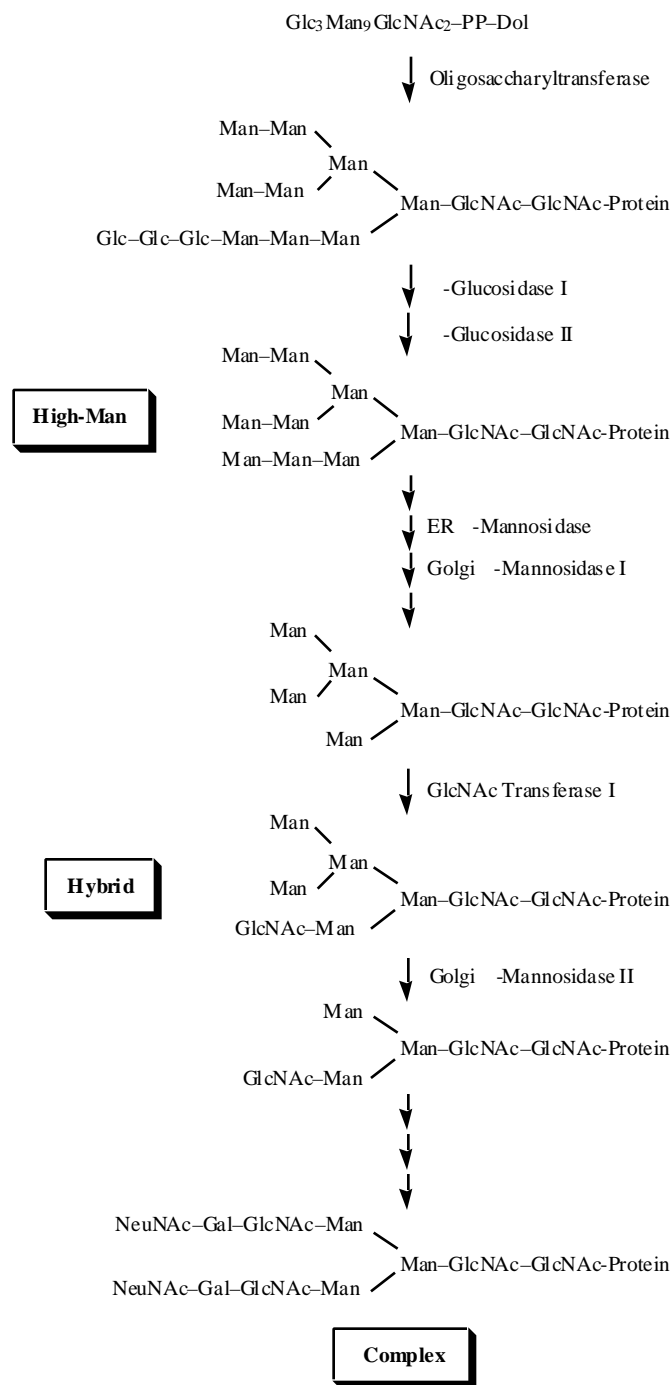 Glc₃Man₉GlcNAc₂–PP–Dol
Oligosaccharyltransferase
Man–Man
Man
Man–Man
Man–GlcNAc–GlcNAc-Protein
Glc–Glc–Glc–Man–Man–Man
-Glucosidase I
-Glucosidase II
Man–Man
Man
High-Man
Man–Man
Man–GlcNAc–GlcNAc-Protein
Man–Man–Man
ER -Mannosidase
Golgi -Mannosidase I
Man
Man
Man
Man–GlcNAc–GlcNAc-Protein
Man
GlcNAc Transferase I
Man
Man
Hybrid
Man
Man–GlcNAc–GlcNAc-Protein
GlcNAc–Man
Golgi -Mannosidase II
Man
Man–GlcNAc–GlcNAc-Protein
GlcNAc–Man
NeuNAc–Gal–GlcNAc–Man
Man–GlcNAc–GlcNAc-Protein
NeuNAc–Gal–GlcNAc–Man
Complex